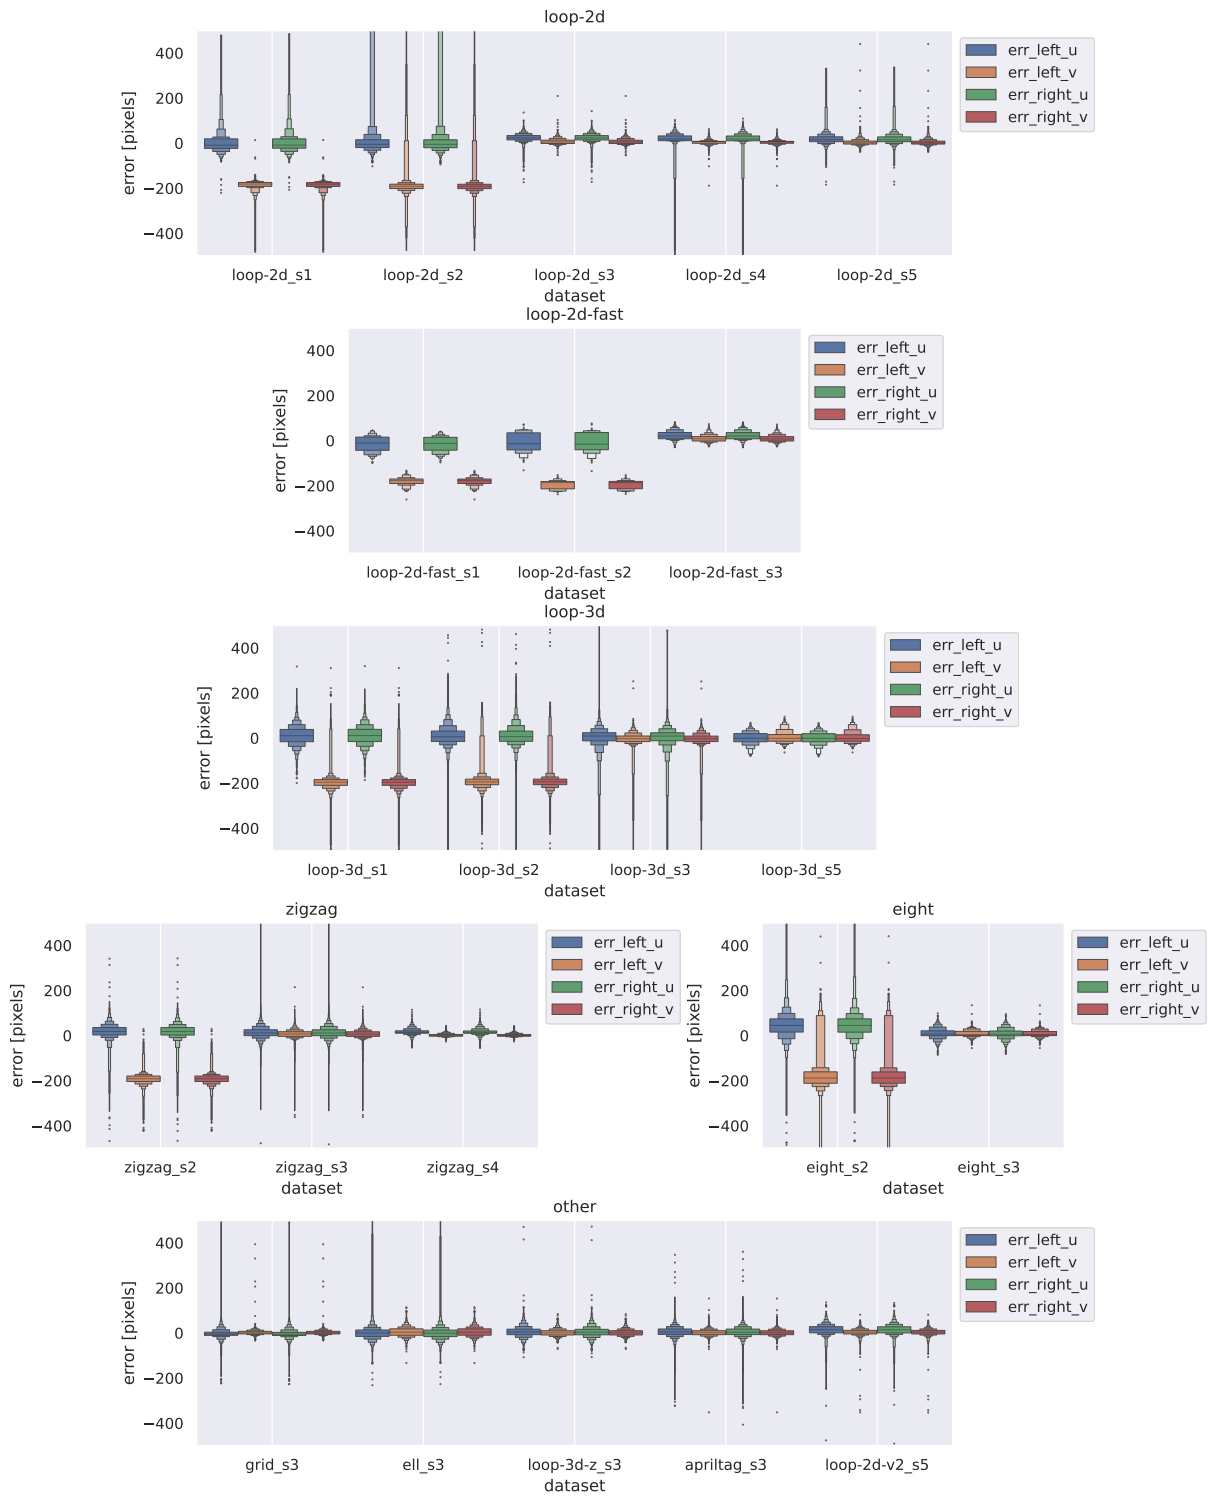 loop-2d
error [pixels]
400
200
0
−200
−400
loop-2d_s1 loop-2d_s2 loop-2d_s3 loop-2d_s4 loop-2d_s5
dataset
err_left_u
err_left_v
err_right_u
err_right_v
loop-2d-fast
error [pixels]
400
200
0
−200
−400
loop-2d-fast_s1 loop-2d-fast_s2 loop-2d-fast_s3
dataset
err_left_u
err_left_v
err_right_u
err_right_v
loop-3d
error [pixels]
400
200
0
−200
−400
loop-3d_s1 loop-3d_s2 loop-3d_s3 loop-3d_s5
dataset
err_left_u
err_left_v
err_right_u
err_right_v
zigzag
error [pixels]
400
200
0
−200
−400
zigzag_s2 zigzag_s3 zigzag_s4
dataset
err_left_u
err_left_v
err_right_u
err_right_v
eight
error [pixels]
400
200
0
−200
−400
eight_s2 eight_s3
dataset
err_left_u
err_left_v
err_right_u
err_right_v
other
error [pixels]
400
200
0
−200
−400
grid_s3 ell_s3 loop-3d-z_s3 apriltag_s3 loop-2d-v2_s5
dataset
err_left_u
err_left_v
err_right_u
err_right_v